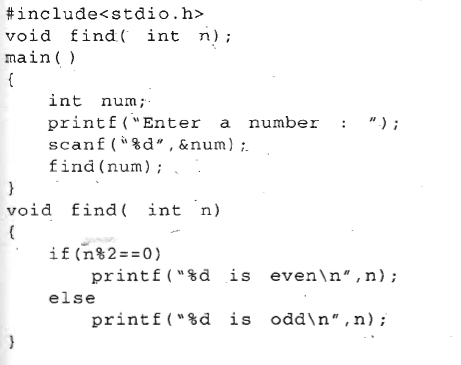 #include<stdio.h>
void find( int n);
main( )
{
int num;
printf("Enter a number : ");
scanf("%d",&num);
find(num);
}
void find( int n)
{
if(n%2==0)
printf("%d is even\n",n);
else
printf("%d is odd\n",n);
}